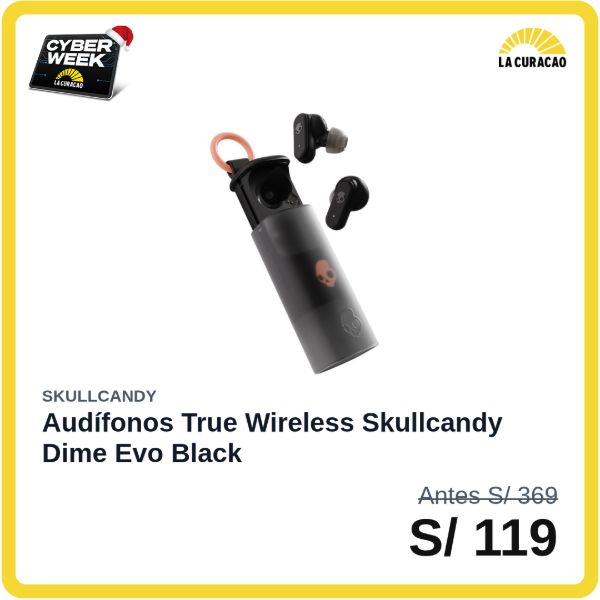 CYBER
WEEK
LA CURACAO
LA CURACAO
SKULLCANDY
Audífonos True Wireless Skullcandy
Dime Evo Black
Antes S/ 369
S/ 119